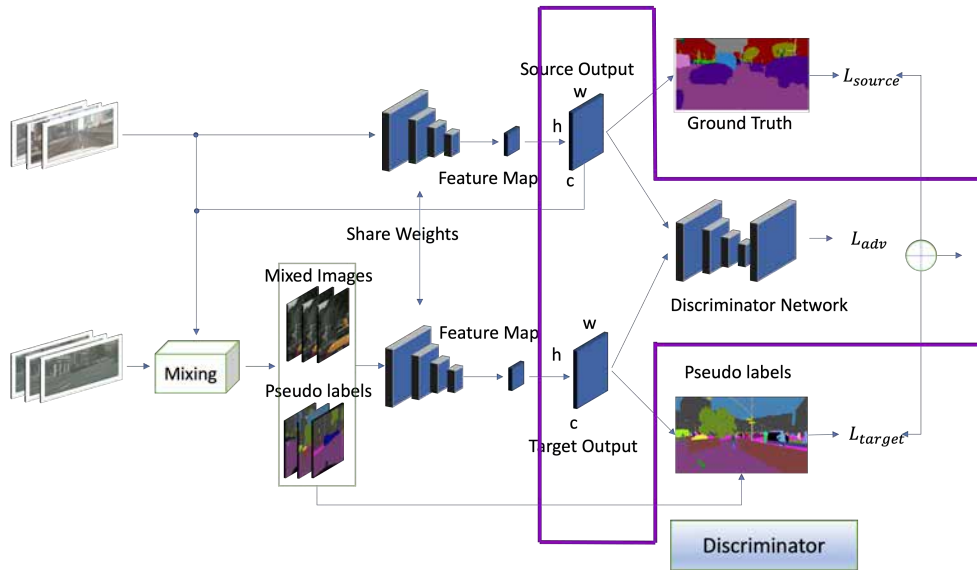 Source Output
w
h
c
Ground Truth
L_source
Feature Map
Share Weights
Discriminator Network
L_adv
Mixed Images
Feature Map
w
h
c
Mixing
Pseudo labels
Target Output
Pseudo labels
L_target
Discriminator